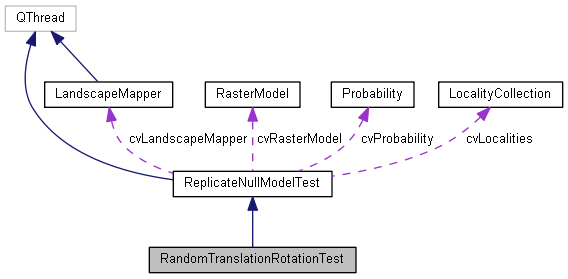 QThread
LandscapeMapper
RasterModel
Probability
LocalityCollection
cvLandscapeMapper
cvRasterModel
cvProbability
cvLocalities
ReplicateNullModelTest
RandomTranslationRotationTest